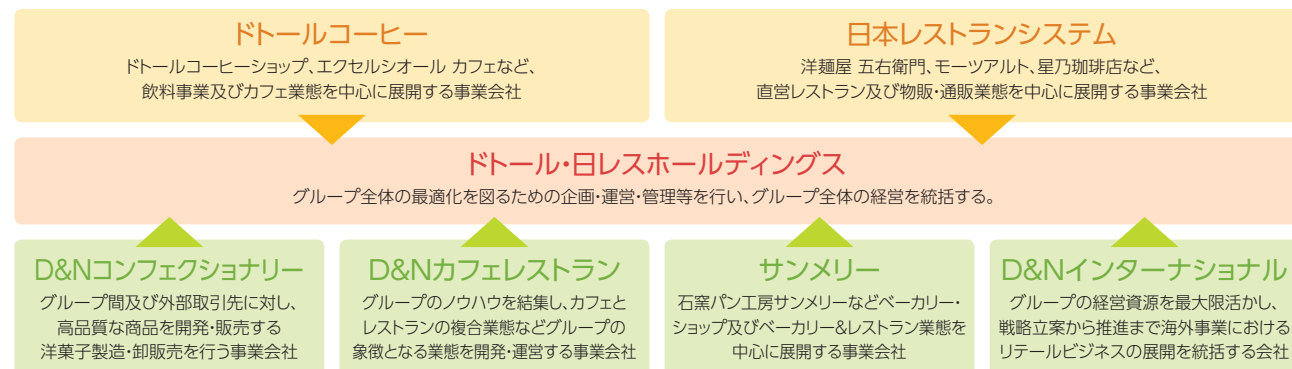 ドトールコーヒー
ドトールコーヒーショップ、エクセルシオール カフェなど、
飲料事業及びカフェ業態を中心に展開する事業会社
日本レストランシステム
洋麺屋 五右衛門、モーツアルト、星乃珈琲店など、
直営レストラン及び物販・通販業態を中心に展開する事業会社
ドトール・日レスホールディングス
グループ全体の最適化を図るための企画・運営・管理等を行い、グループ全体の経営を統括する。
D&Nコンフェクショナリー
グループ間及び外部取引先に対し、
高品質な商品を開発・販売する
洋菓子製造・卸販売を行う事業会社
D&Nカフェレストラン
グループのノウハウを結集し、カフェと
レストランの複合業態などグループの
象徴となる業態を開発・運営する事業会社
サンメリー
石窯パン工房サンメリーなどベーカリー・
ショップ及びベーカリー&レストラン業態を
中心に展開する事業会社
D&Nインターナショナル
グループの経営資源を最大限活かし、
戦略立案から推進まで海外事業における
リテールビジネスの展開を統括する会社